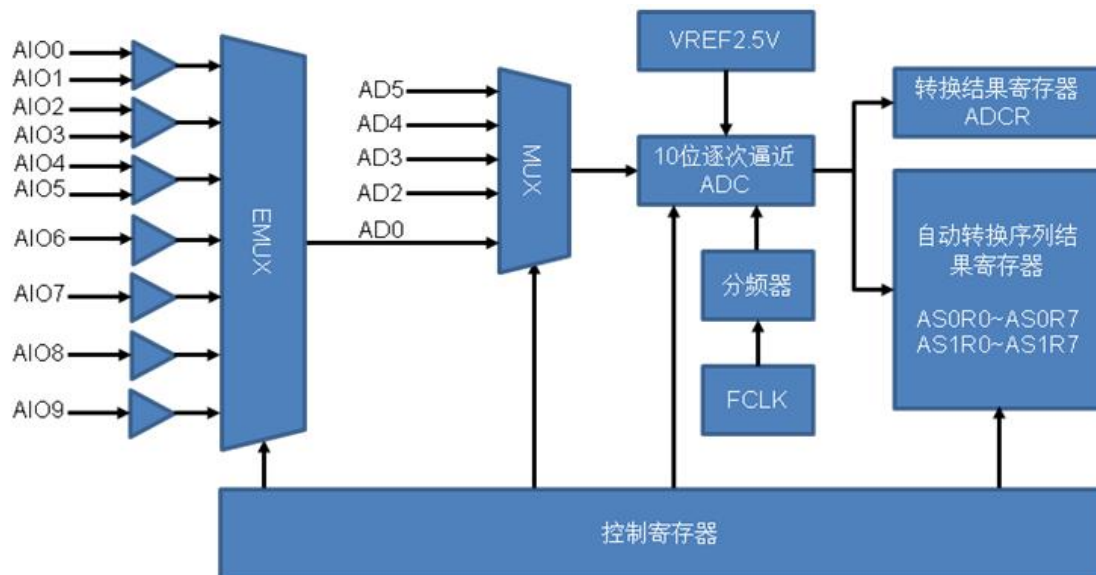 AIO0
AIO1
AIO2
AIO3
AIO4
AIO5
AIO6
AIO7
AIO8
AIO9
EMUX
AD5
AD4
AD3
AD2
AD0
MUX
VREF2.5V
10位逐次逼近
ADC
分频器
FCLK
转换结果寄存器
ADCR
自动转换序列结
果寄存器
AS0R0~AS0R7
AS1R0~AS1R7
控制寄存器